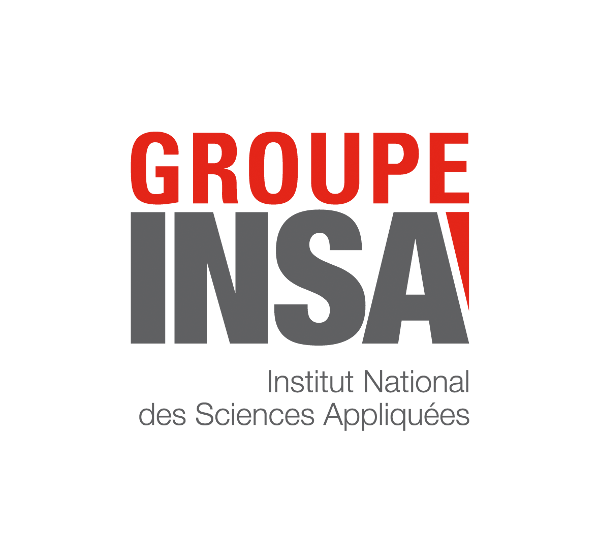 GROUPE
INSA
Institut National
des Sciences Appliquées